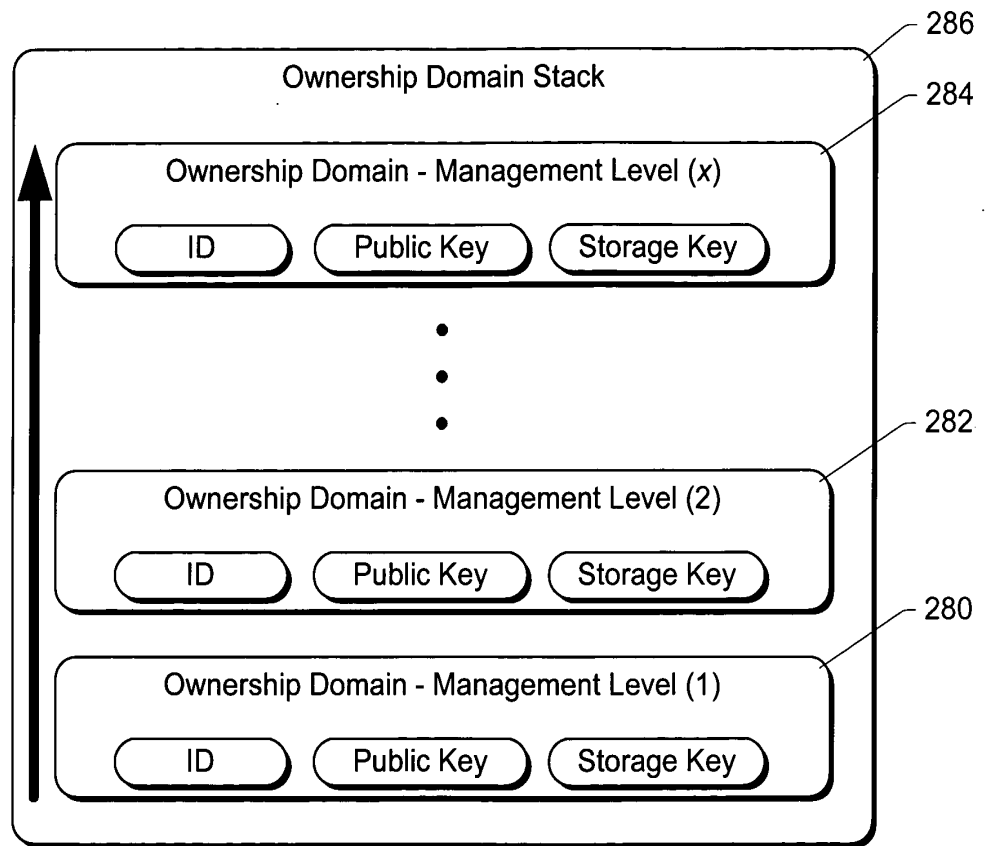 286
Ownership Domain Stack
284
Ownership Domain - Management Level (x)
ID Public Key Storage Key
282
Ownership Domain - Management Level (2)
ID Public Key Storage Key
280
Ownership Domain - Management Level (1)
ID Public Key Storage Key